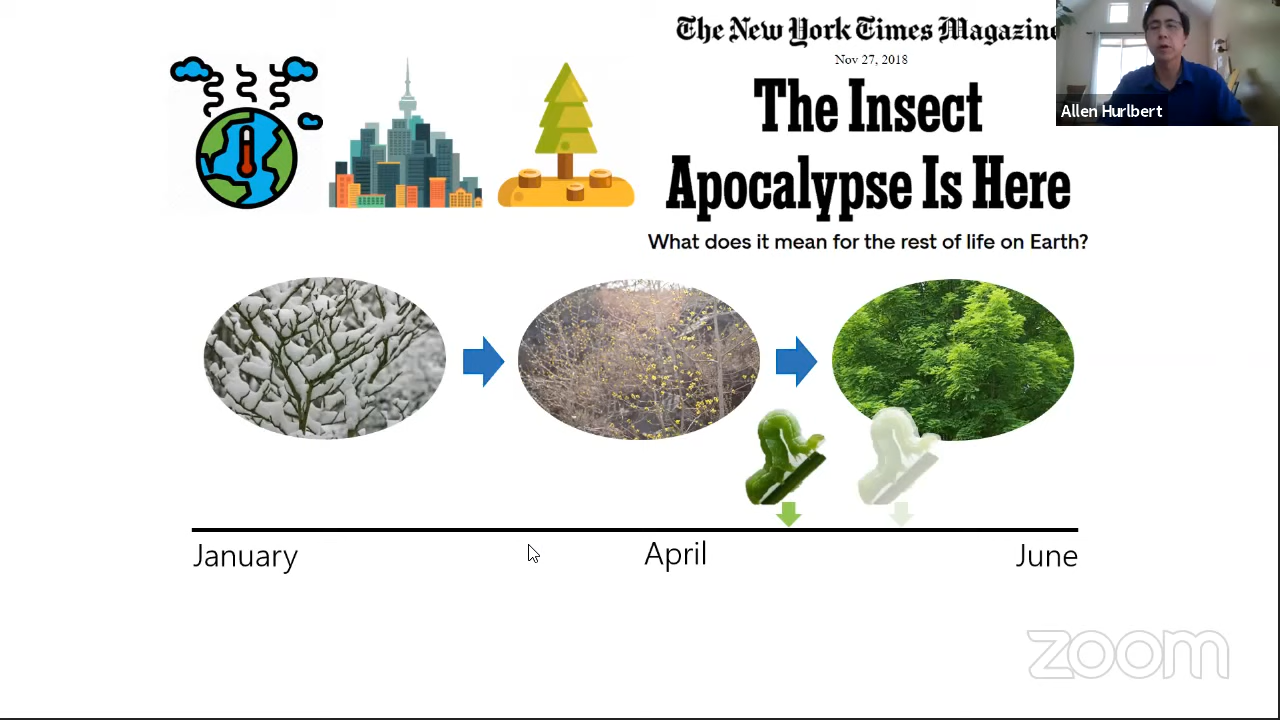 The New York Times Magazine
Nov 27, 2018
The Insect
Apocalypse Is Here
What does it mean for the rest of life on Earth?
Allen Hurlbert
January
April
June
zoom